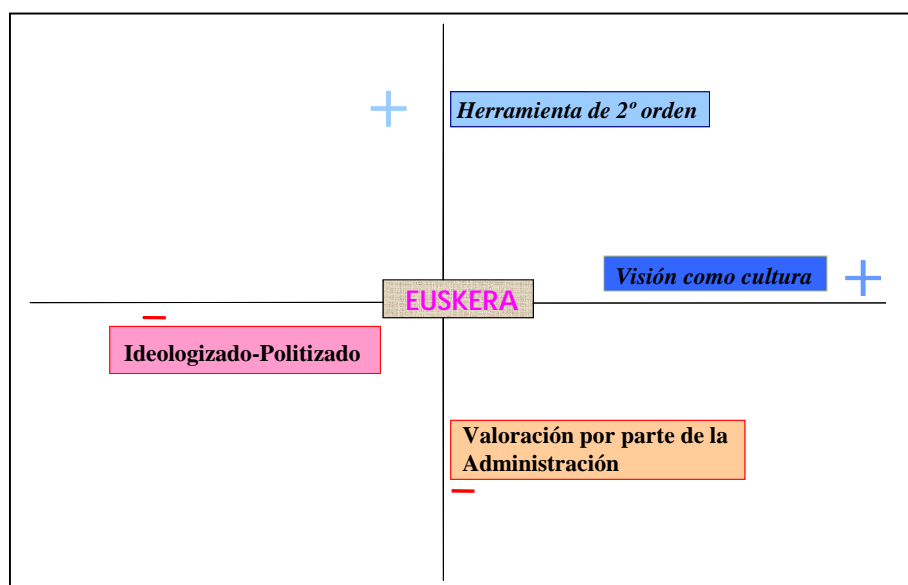 +
Herramienta de 2º orden
Visión como cultura
+
EUSKERA
–
Ideologizado-Politizado
Valoración por parte de la
Administración
–